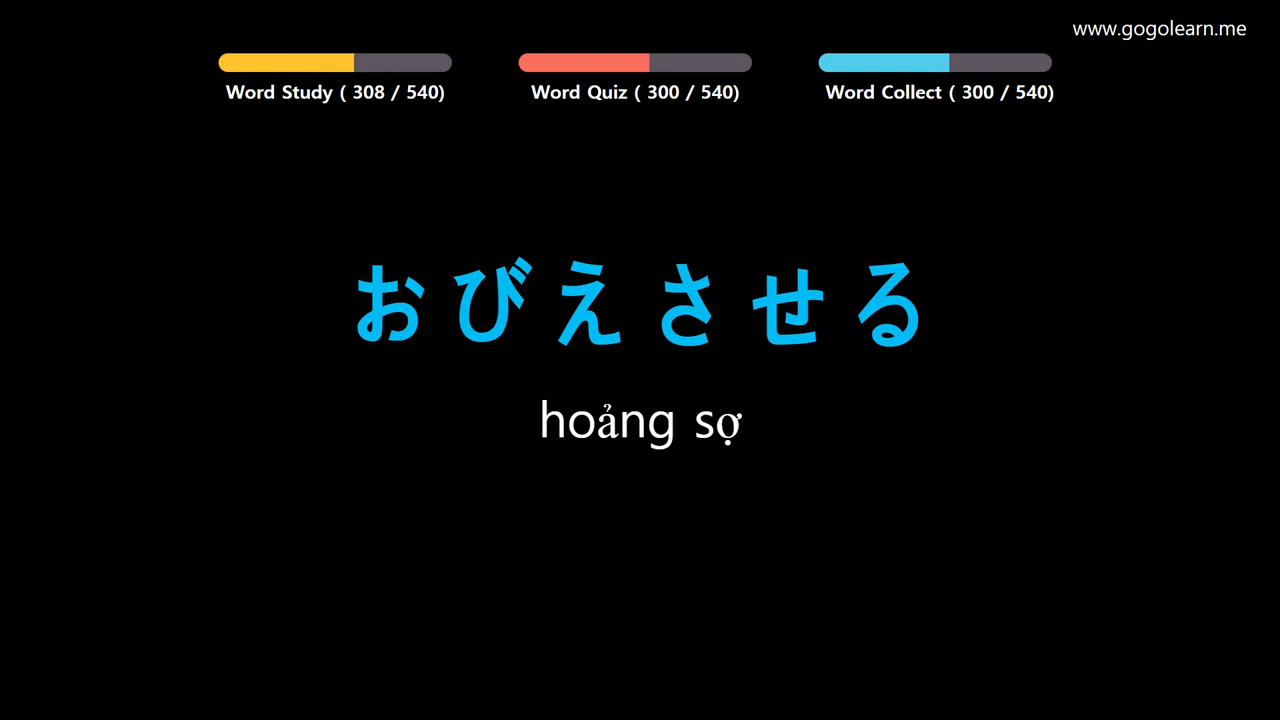 www.gogolearn.me
Word Study ( 308 / 540)
Word Quiz ( 300 / 540)
Word Collect ( 300 / 540)
おびえさせる
hoảng sợ